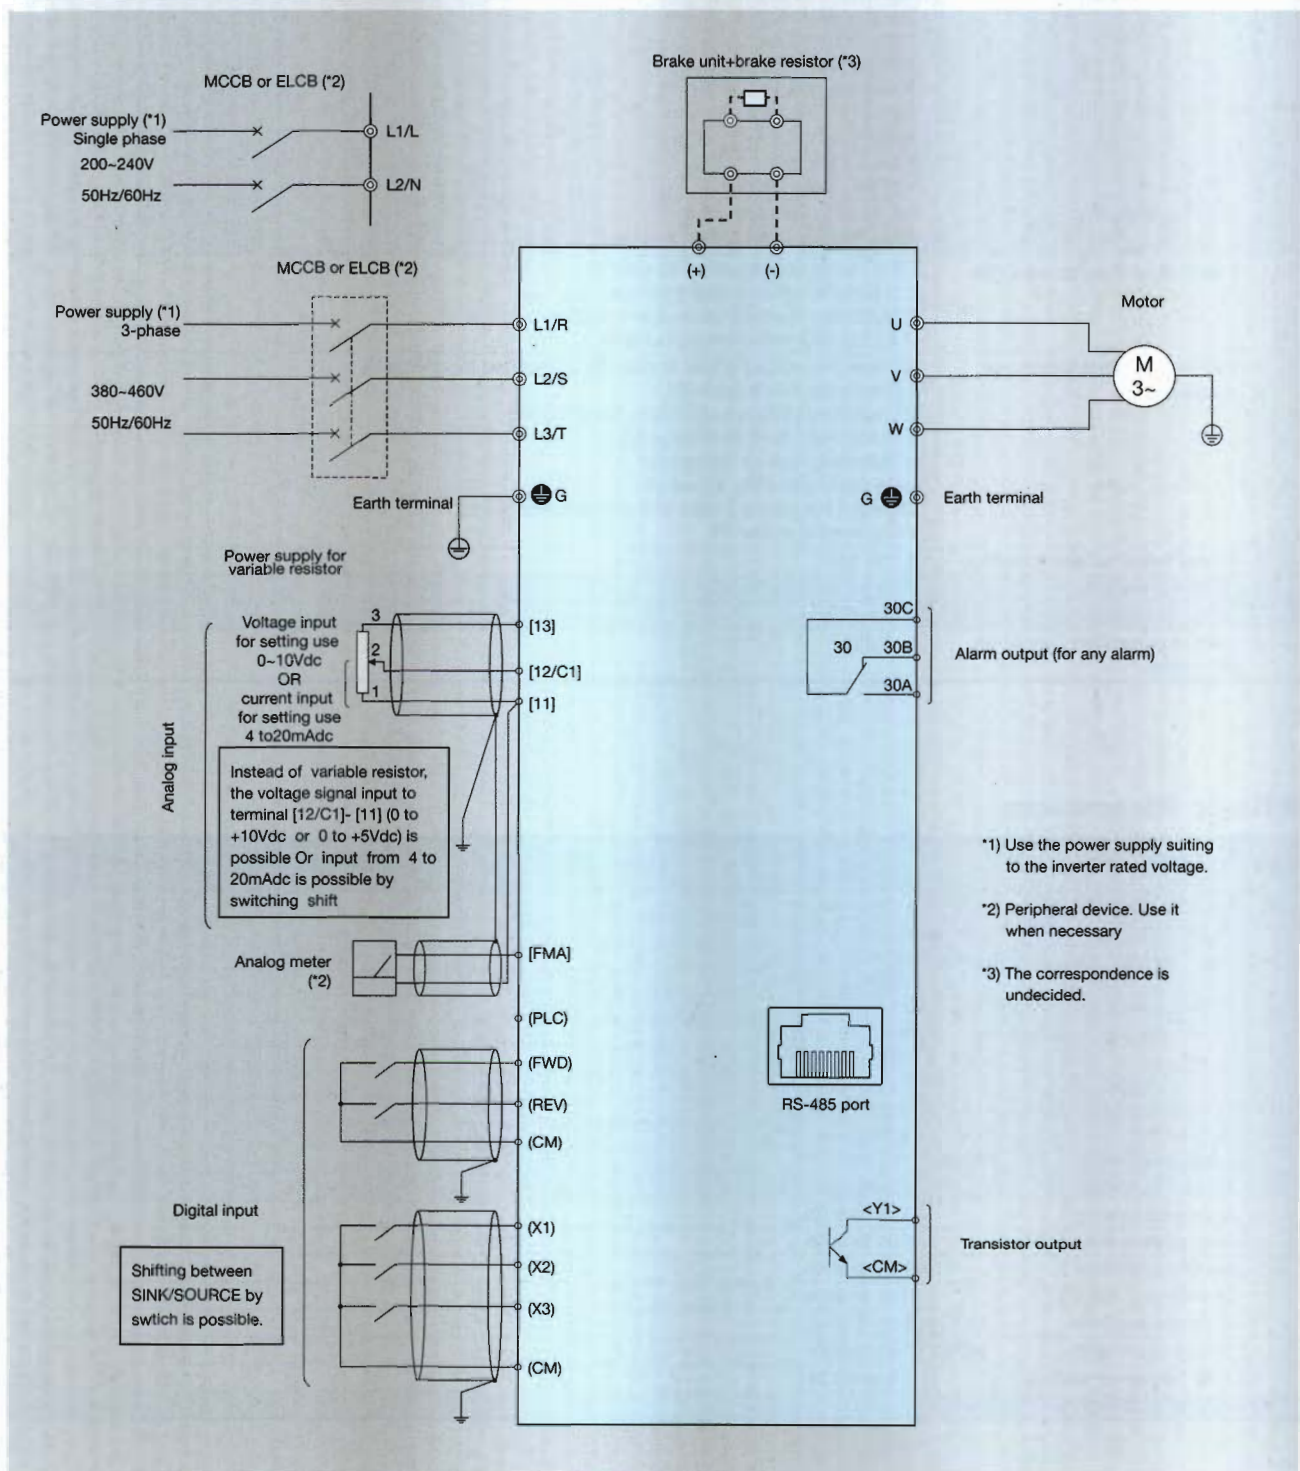 Brake unit+brake resistor (*3)
MCCB or ELCB (*2)
Power supply (*1)
Single phase
200~240V
50Hz/60Hz
L1/L
L2/N
(+)
(-)
MCCB or ELCB (*2)
Power supply (*1)
3-phase
380~460V
50Hz/60Hz
L1/R
L2/S
L3/T
U
V
W
Motor
M
3~
Earth terminal
G
G
Earth terminal
Power supply for
variable resistor
Voltage input
for setting use
0~10Vdc
OR
current input
for setting use
4 to20mAdc
3
2
1
[13]
[12/C1]
[11]
30C
30
30B
30A
Alarm output (for any alarm)
Analog input
Instead of variable resistor,
the voltage signal input to
terminal [12/C1]- [11] (0 to
+10Vdc or 0 to +5Vdc) is
possible Or input from 4 to
20mAdc is possible by
switching shift
*1) Use the power supply suiting
to the inverter rated voltage.
*2) Peripheral device. Use it
when necessary
*3) The correspondence is
undecided.
Analog meter
(*2)
[FMA]
(PLC)
(FWD)
(REV)
(CM)
RS-485 port
Digital input
Shifting between
SINK/SOURCE by
swtich is possible.
(X1)
(X2)
(X3)
(CM)
<Y1>
<CM>
Transistor output